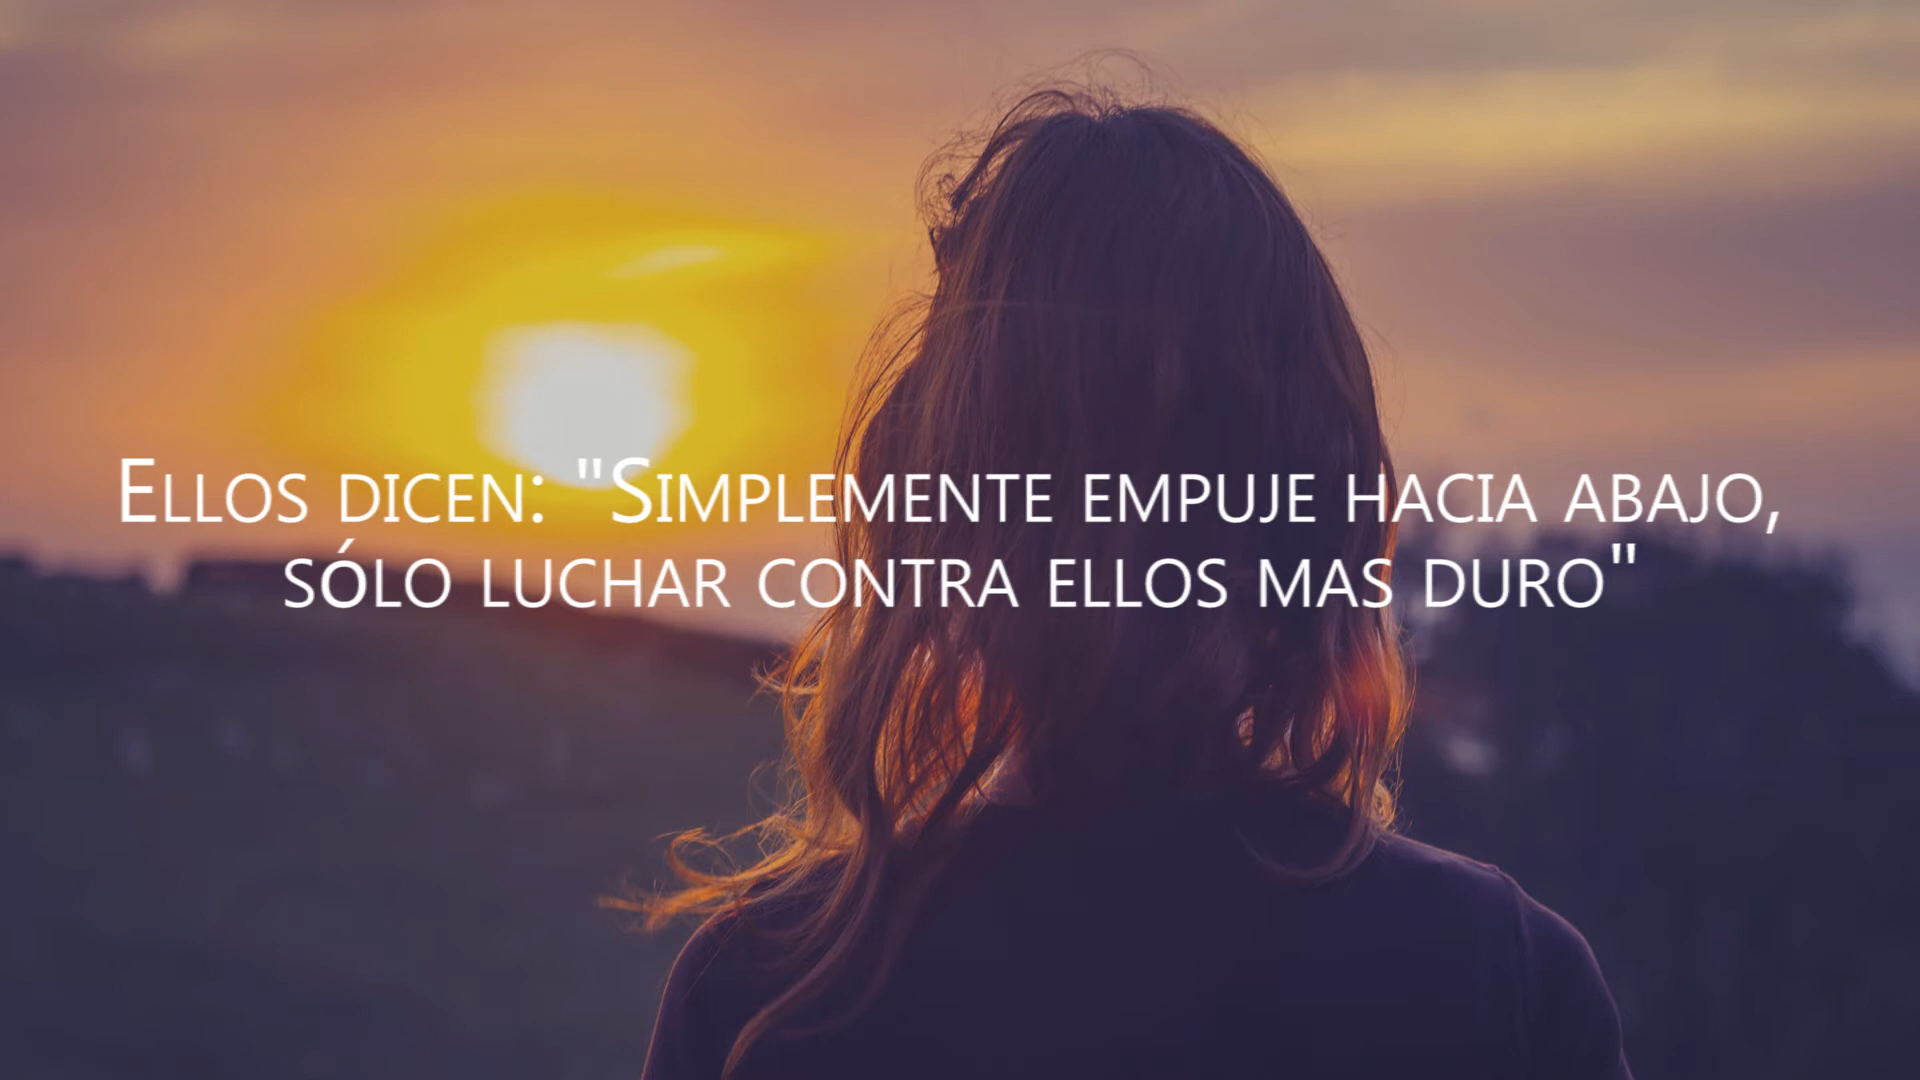 Ellos dicen: "Simplemente empuje hacia abajo,
sólo luchar contra ellos mas duro"